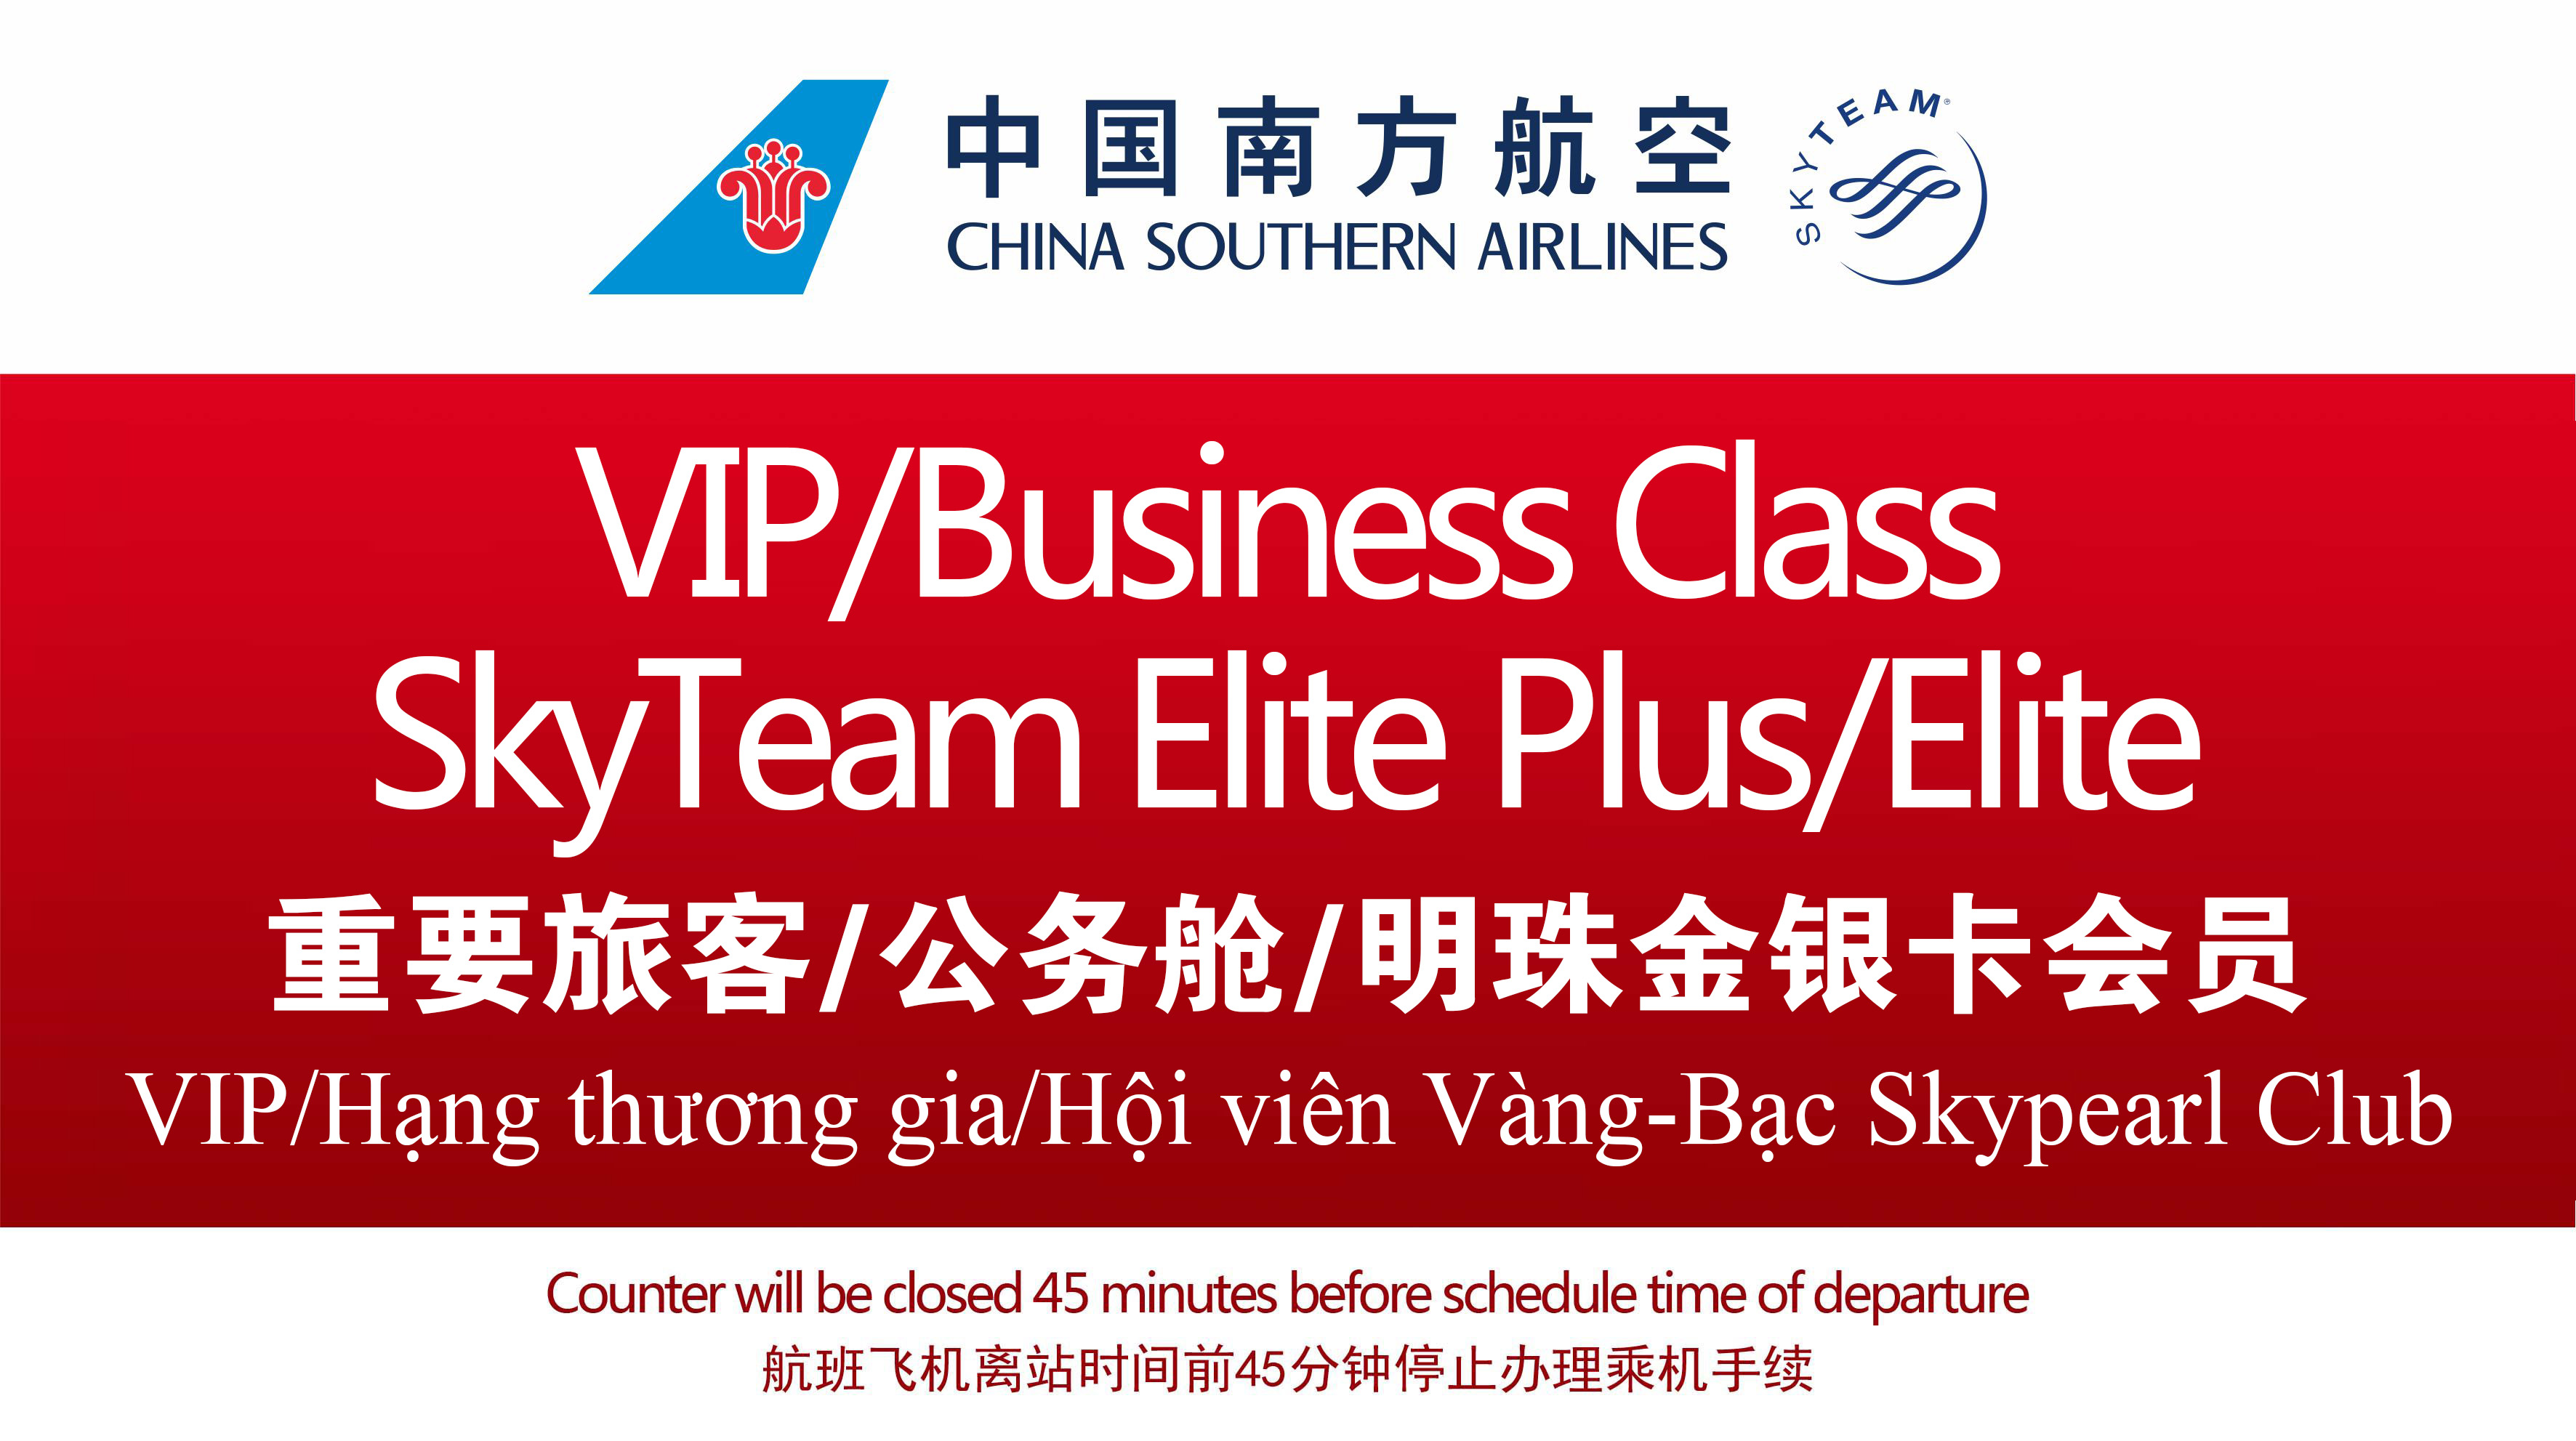 中国南方航空
CHINA SOUTHERN AIRLINES
SKYTEAM®
VIP/Business Class
SkyTeam Elite Plus/Elite
重要旅客/公务舱/明珠金银卡会员
VIP/Hạng thương gia/Hội viên Vàng-Bạc Skypearl Club
Counter will be closed 45 minutes before schedule time of departure
航班飞机离站时间前45分钟停止办理乘机手续